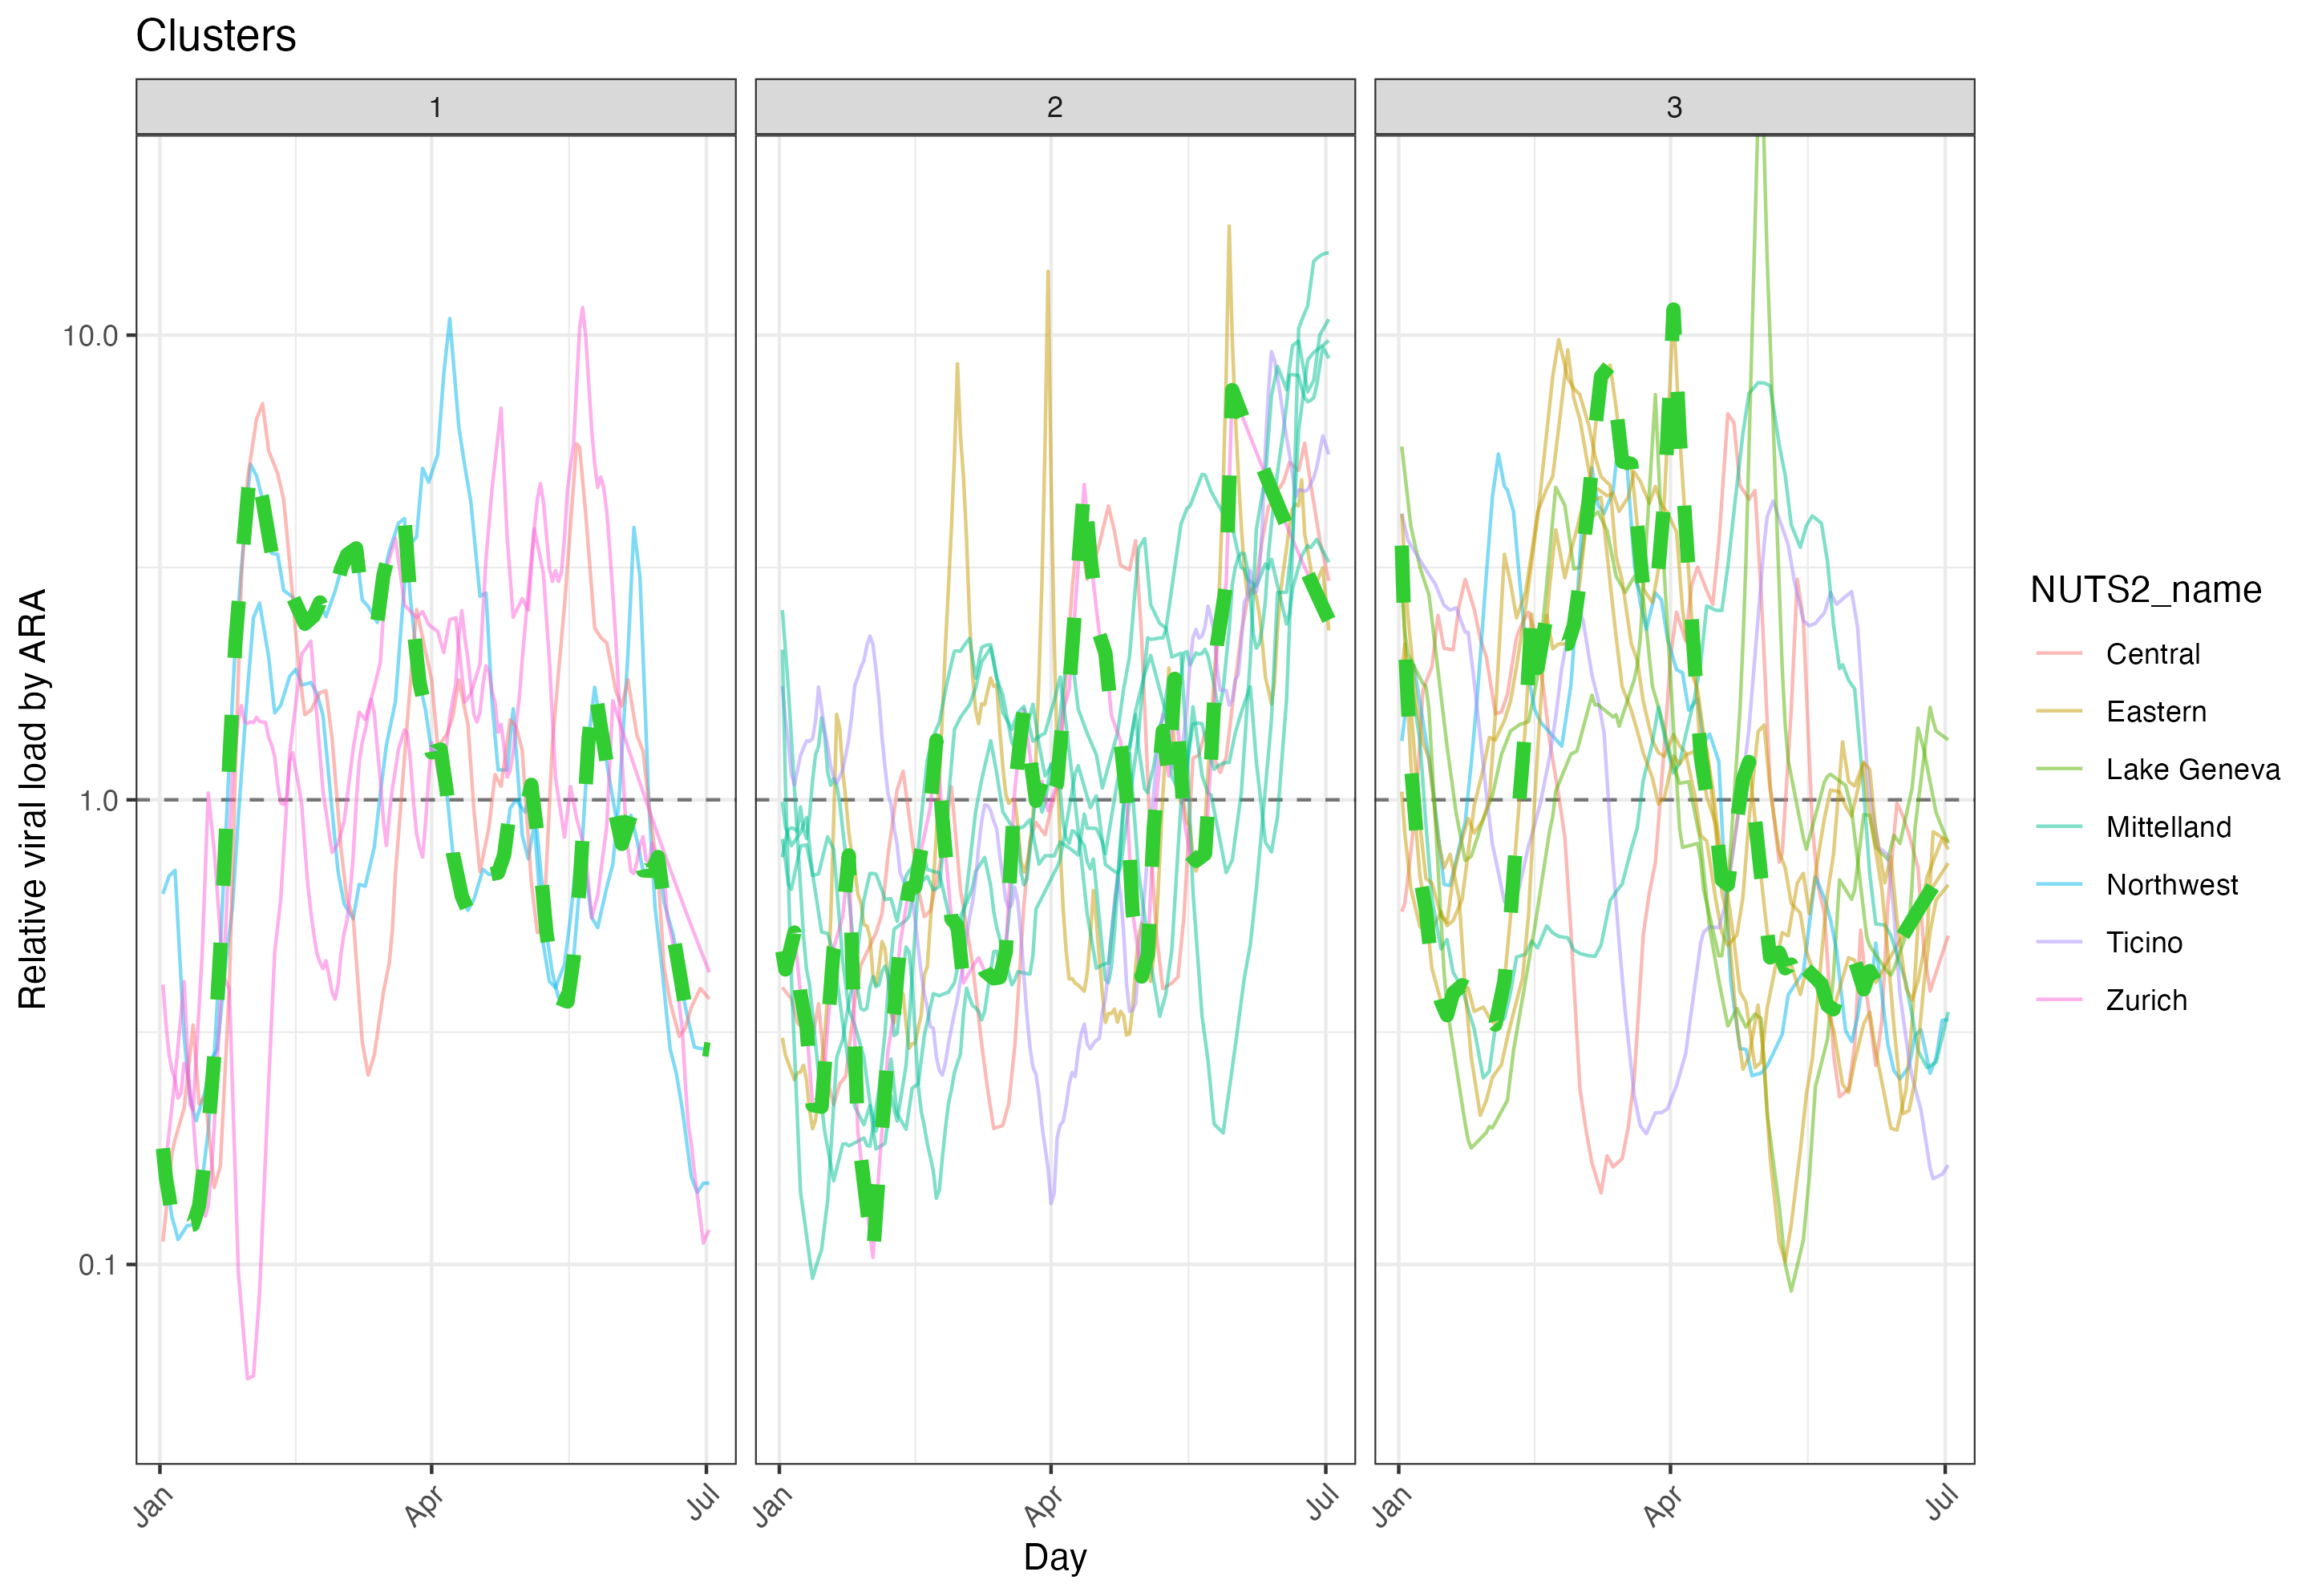 Clusters
1
2
3
Relative viral load by ARA
10.0
1.0
0.1
Jan
Apr
Jul
Jan
Apr
Jul
Jan
Apr
Jul
Day
NUTS2_name
Central
Eastern
Lake Geneva
Mittelland
Northwest
Ticino
Zurich